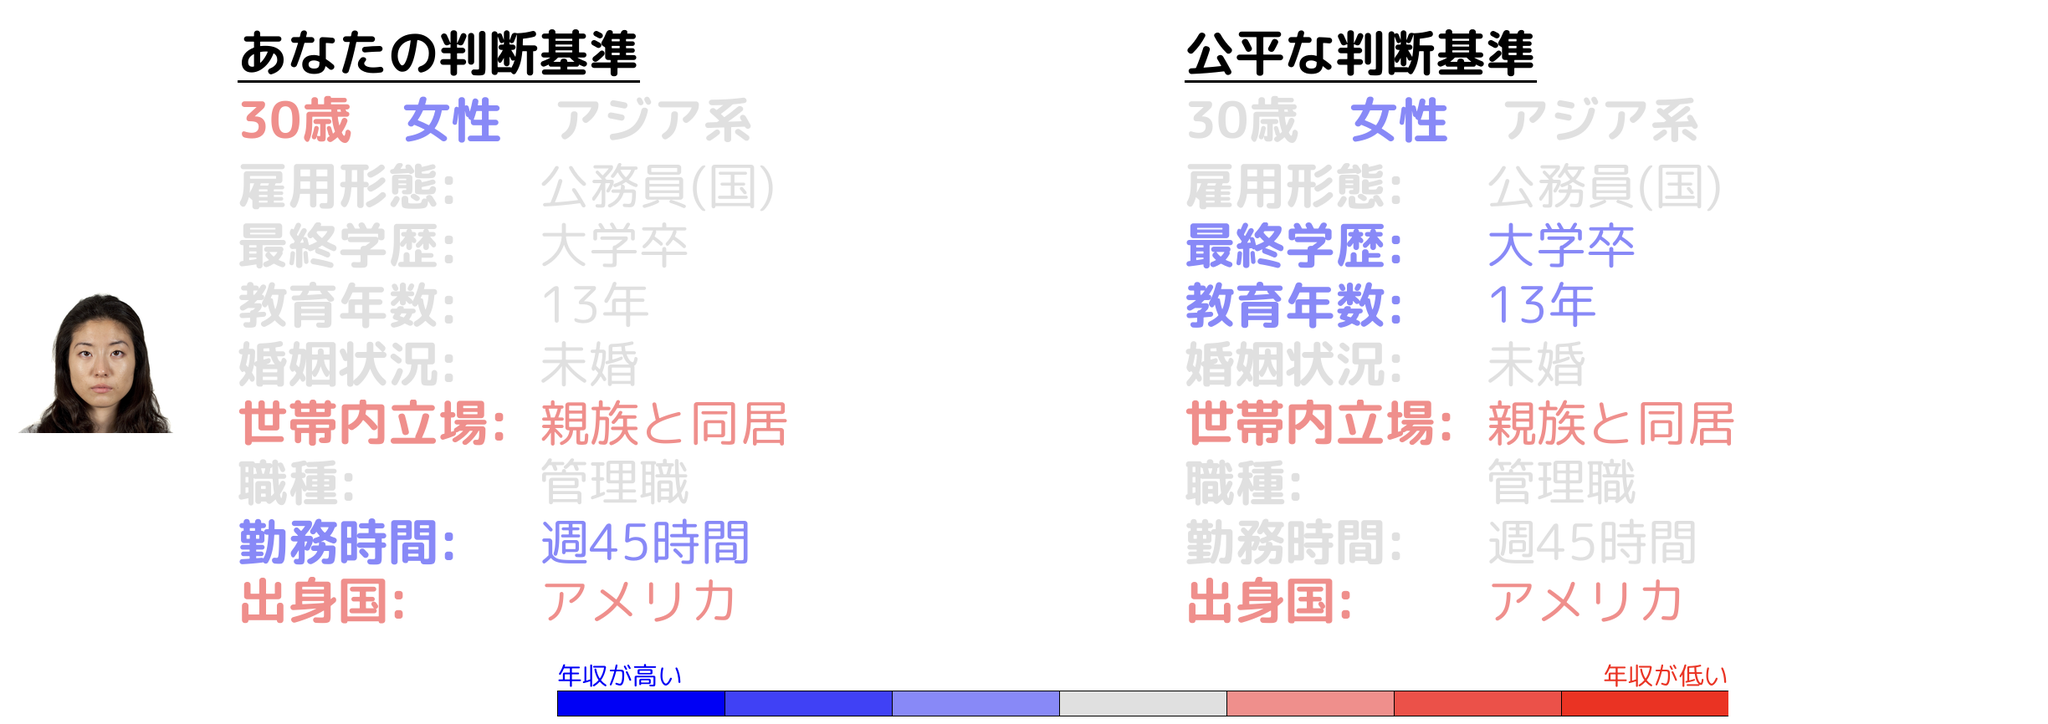 あなたの判断基準
30歳 女性 アジア系
雇用形態: 公務員(国)
最終学歴: 大学卒
教育年数: 13年
婚姻状況: 未婚
世帯内立場: 親族と同居
職種: 管理職
勤務時間: 週45時間
出身国: アメリカ
公平な判断基準
30歳 女性 アジア系
雇用形態: 公務員(国)
最終学歴: 大学卒
教育年数: 13年
婚姻状況: 未婚
世帯内立場: 親族と同居
職種: 管理職
勤務時間: 週45時間
出身国: アメリカ
年収が高い
年収が低い